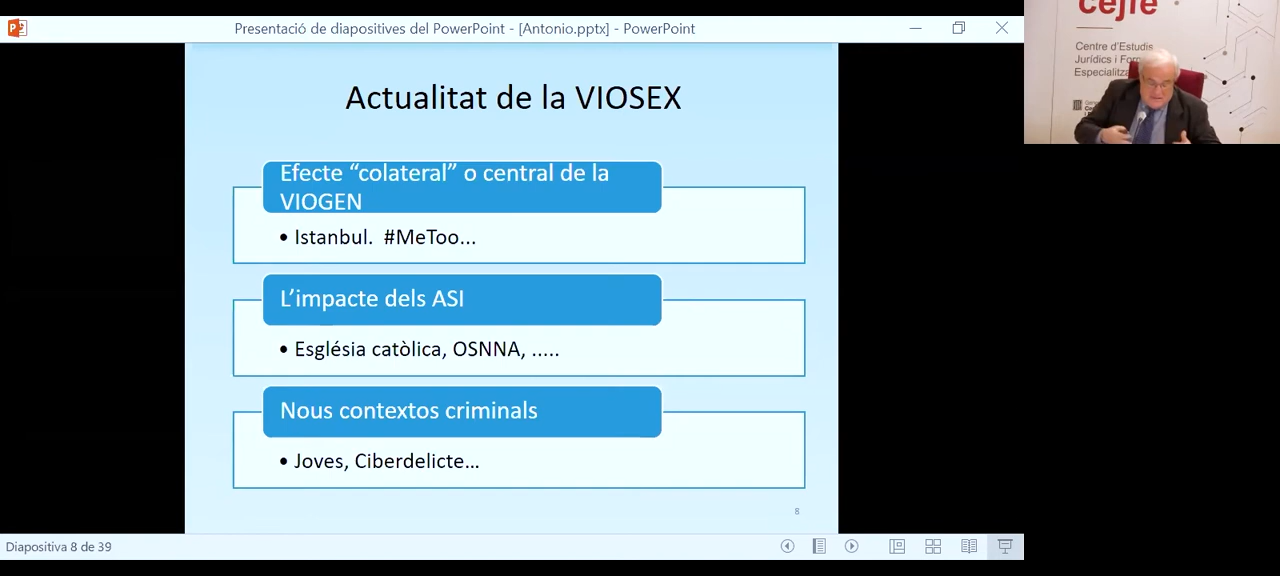 Presentació de diapositives del PowerPoint - [Antonio.pptx] - PowerPoint
Actualitat de la VIOSEX
Efecte “colateral” o central de la
VIOGEN
• Istanbul. #MeToo...
L’impacte dels ASI
• Església catòlica, OSNNA, .....
Nous contextos criminals
• Joves, Ciberdelicte...
8
Diapositiva 8 de 39
cejfe
Centre d'Estudis
Jurídics i